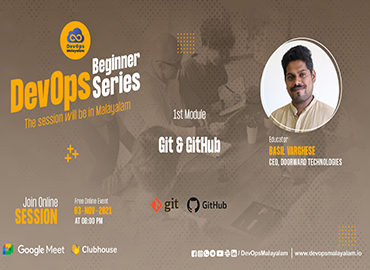 DevOps
Malayalam
DevOps
Beginner
Series
The session will be in Malayalam
1st Module
Git & GitHub
Educator
BASIL VARGHESE
CEO, DOORWARD TECHNOLOGIES
Join Online
SESSION
Free Online Event
03-NOV-2021
AT 09:00 PM
git
GitHub
Google Meet
Clubhouse
/DevOpsMalayalam | www.devopsmalayalam.io